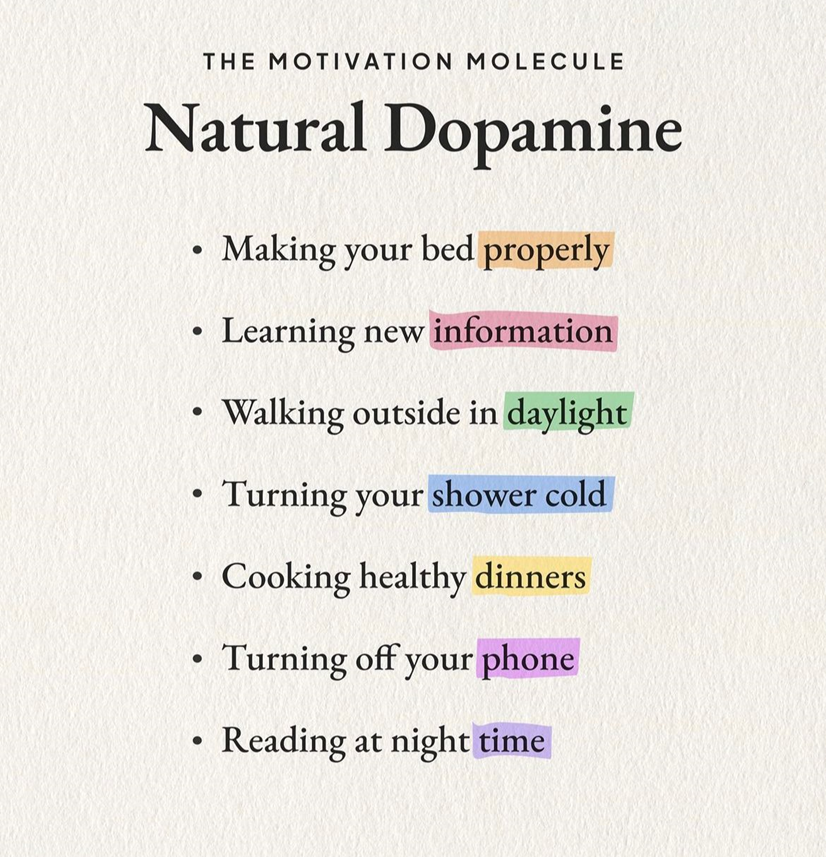 THE MOTIVATION MOLECULE
Natural Dopamine
• Making your bed properly
• Learning new information
• Walking outside in daylight
• Turning your shower cold
• Cooking healthy dinners
• Turning off your phone
• Reading at night time